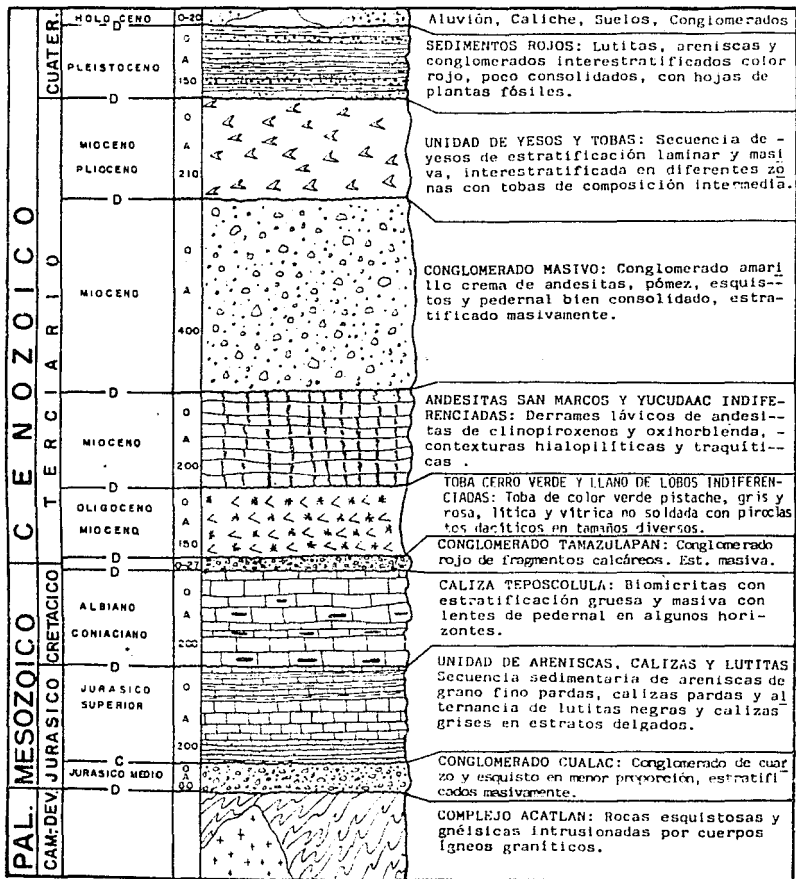 CENOZOICO
MESOZOICO
PAL.
CUATER.
TERCIARIO
CRETACICO
JURASICO
CAM-DEV.
HOLOCENO
0-20
Aluvión, Caliche, Suelos, Conglomerados
D
PLEISTOCENO
O
A
150
SEDIMENTOS ROJOS: Lutitas, areniscas y
conglomerados interestratificados color
rojo, poco consolidados, con hojas de
plantas fósiles.
D
MIOCENO
PLIOCENO
O
A
210
UNIDAD DE YESOS Y TOBAS: Secuencia de -
yesos de estratificación laminar y masi
va, interestratificada en diferentes zo
nas con tobas de composición intermedia.
D
MIOCENO
O
A
400
CONGLOMERADO MASIVO: Conglomerado amari
llo crema de andesitas, pómez, esquis--
tos y pedernal bien consolidado, estra-
tificado masivamente.
D
MIOCENO
O
A
200
ANDESITAS SAN MARCOS Y YUCUDAAC INDIFE-
RENCIADAS: Derrames lávicos de andesi--
tas de clinopiroxenos y oxihorblenda, -
contexturas hialopilíticas y traquíti--
cas .
D
OLIGOCENO
MIOCENO
O
A
150
TOBA CERRO VERDE Y LLANO DE LOBOS INDIFEREN-
CIADAS: Toba de color verde pistache, gris y
rosa, lítica y vítrica no soldada con piroclas
tos dacíticos en tamaños diversos.
D
0-27
CONGLOMERADO TAMAZULAPAN: Conglomerado
rojo de fragmentos calcáreos. Est. masiva.
D
ALBIANO
CONIACIANO
O
A
200
CALIZA TEPOSCOLULA: Biomicritas con
estratificación gruesa y masiva con
lentes de pedernal en algunos hori-
zontes.
D
JURASICO
SUPERIOR
O
A
200
UNIDAD DE ARENISCAS, CALIZAS Y LUTITAS
Secuencia sedimentaria de areniscas de
grano fino pardas, calizas pardas y al
ternancia de lutitas negras y calizas
grises en estratos delgados.
C
JURASICO MEDIO
O
A
CONGLOMERADO CUALAC: Conglomerado de cuar
zo y esquisto en menor proporción, estratifi
cados masivamente.
D
COMPLEJO ACATLAN: Rocas esquistosas y
gnéisicas intrusionadas por cuerpos
ígneos graníticos.